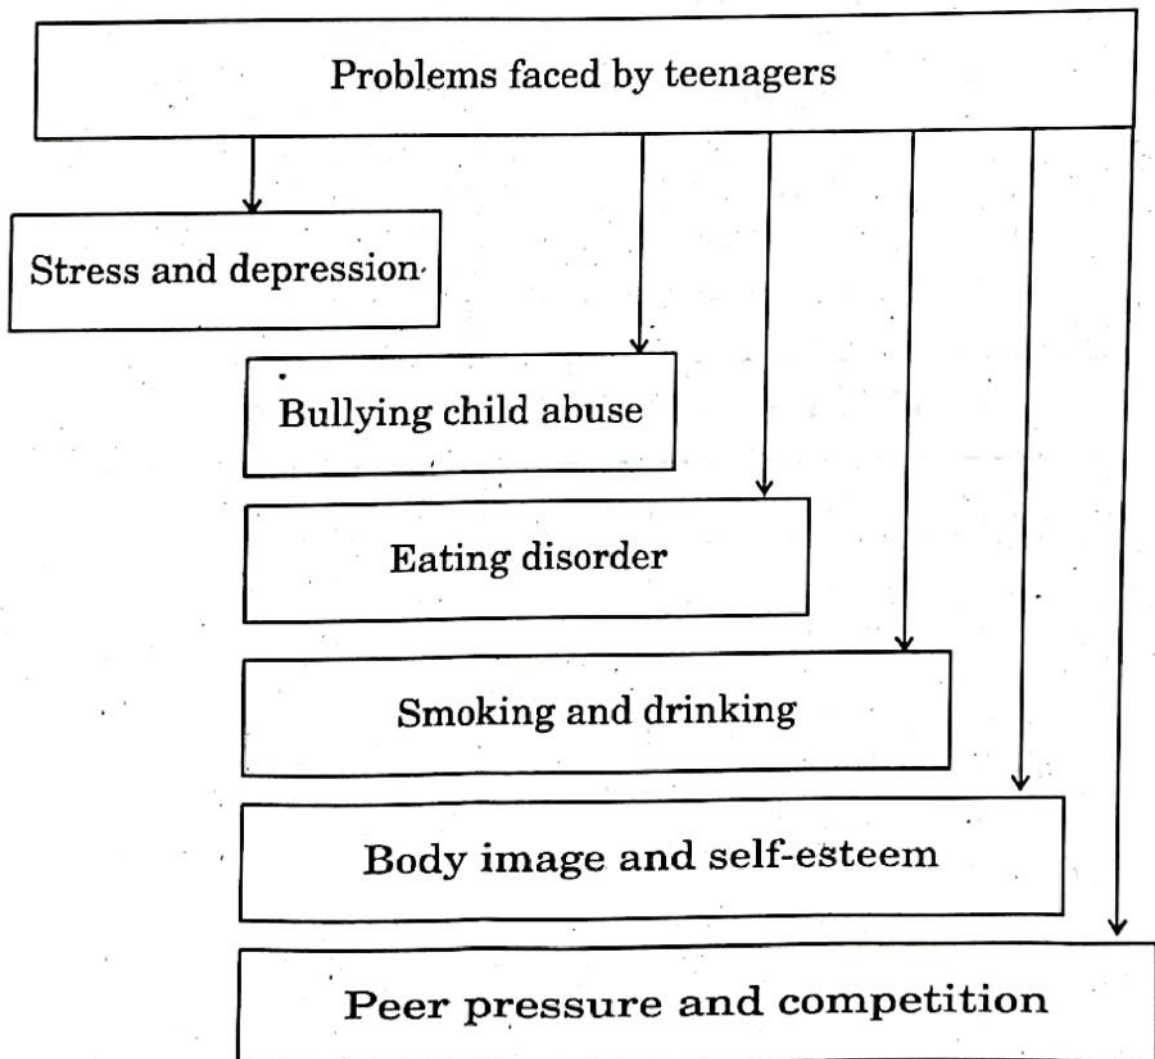 Problems faced by teenagers
Stress and depression
Bullying child abuse
Eating disorder
Smoking and drinking
Body image and self-esteem
Peer pressure and competition